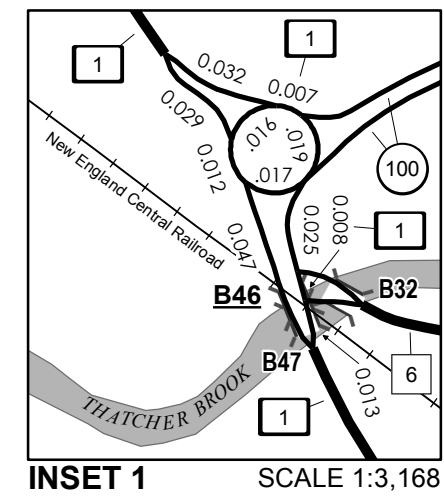 1
1
0.032
0.007
0.029
.016
.019
.017
0.012
100
New England Central Railroad
0.047
0.025
0.008
1
B46
B32
B47
6
0.013
THATCHER BROOK
1
INSET 1
SCALE 1:3,168